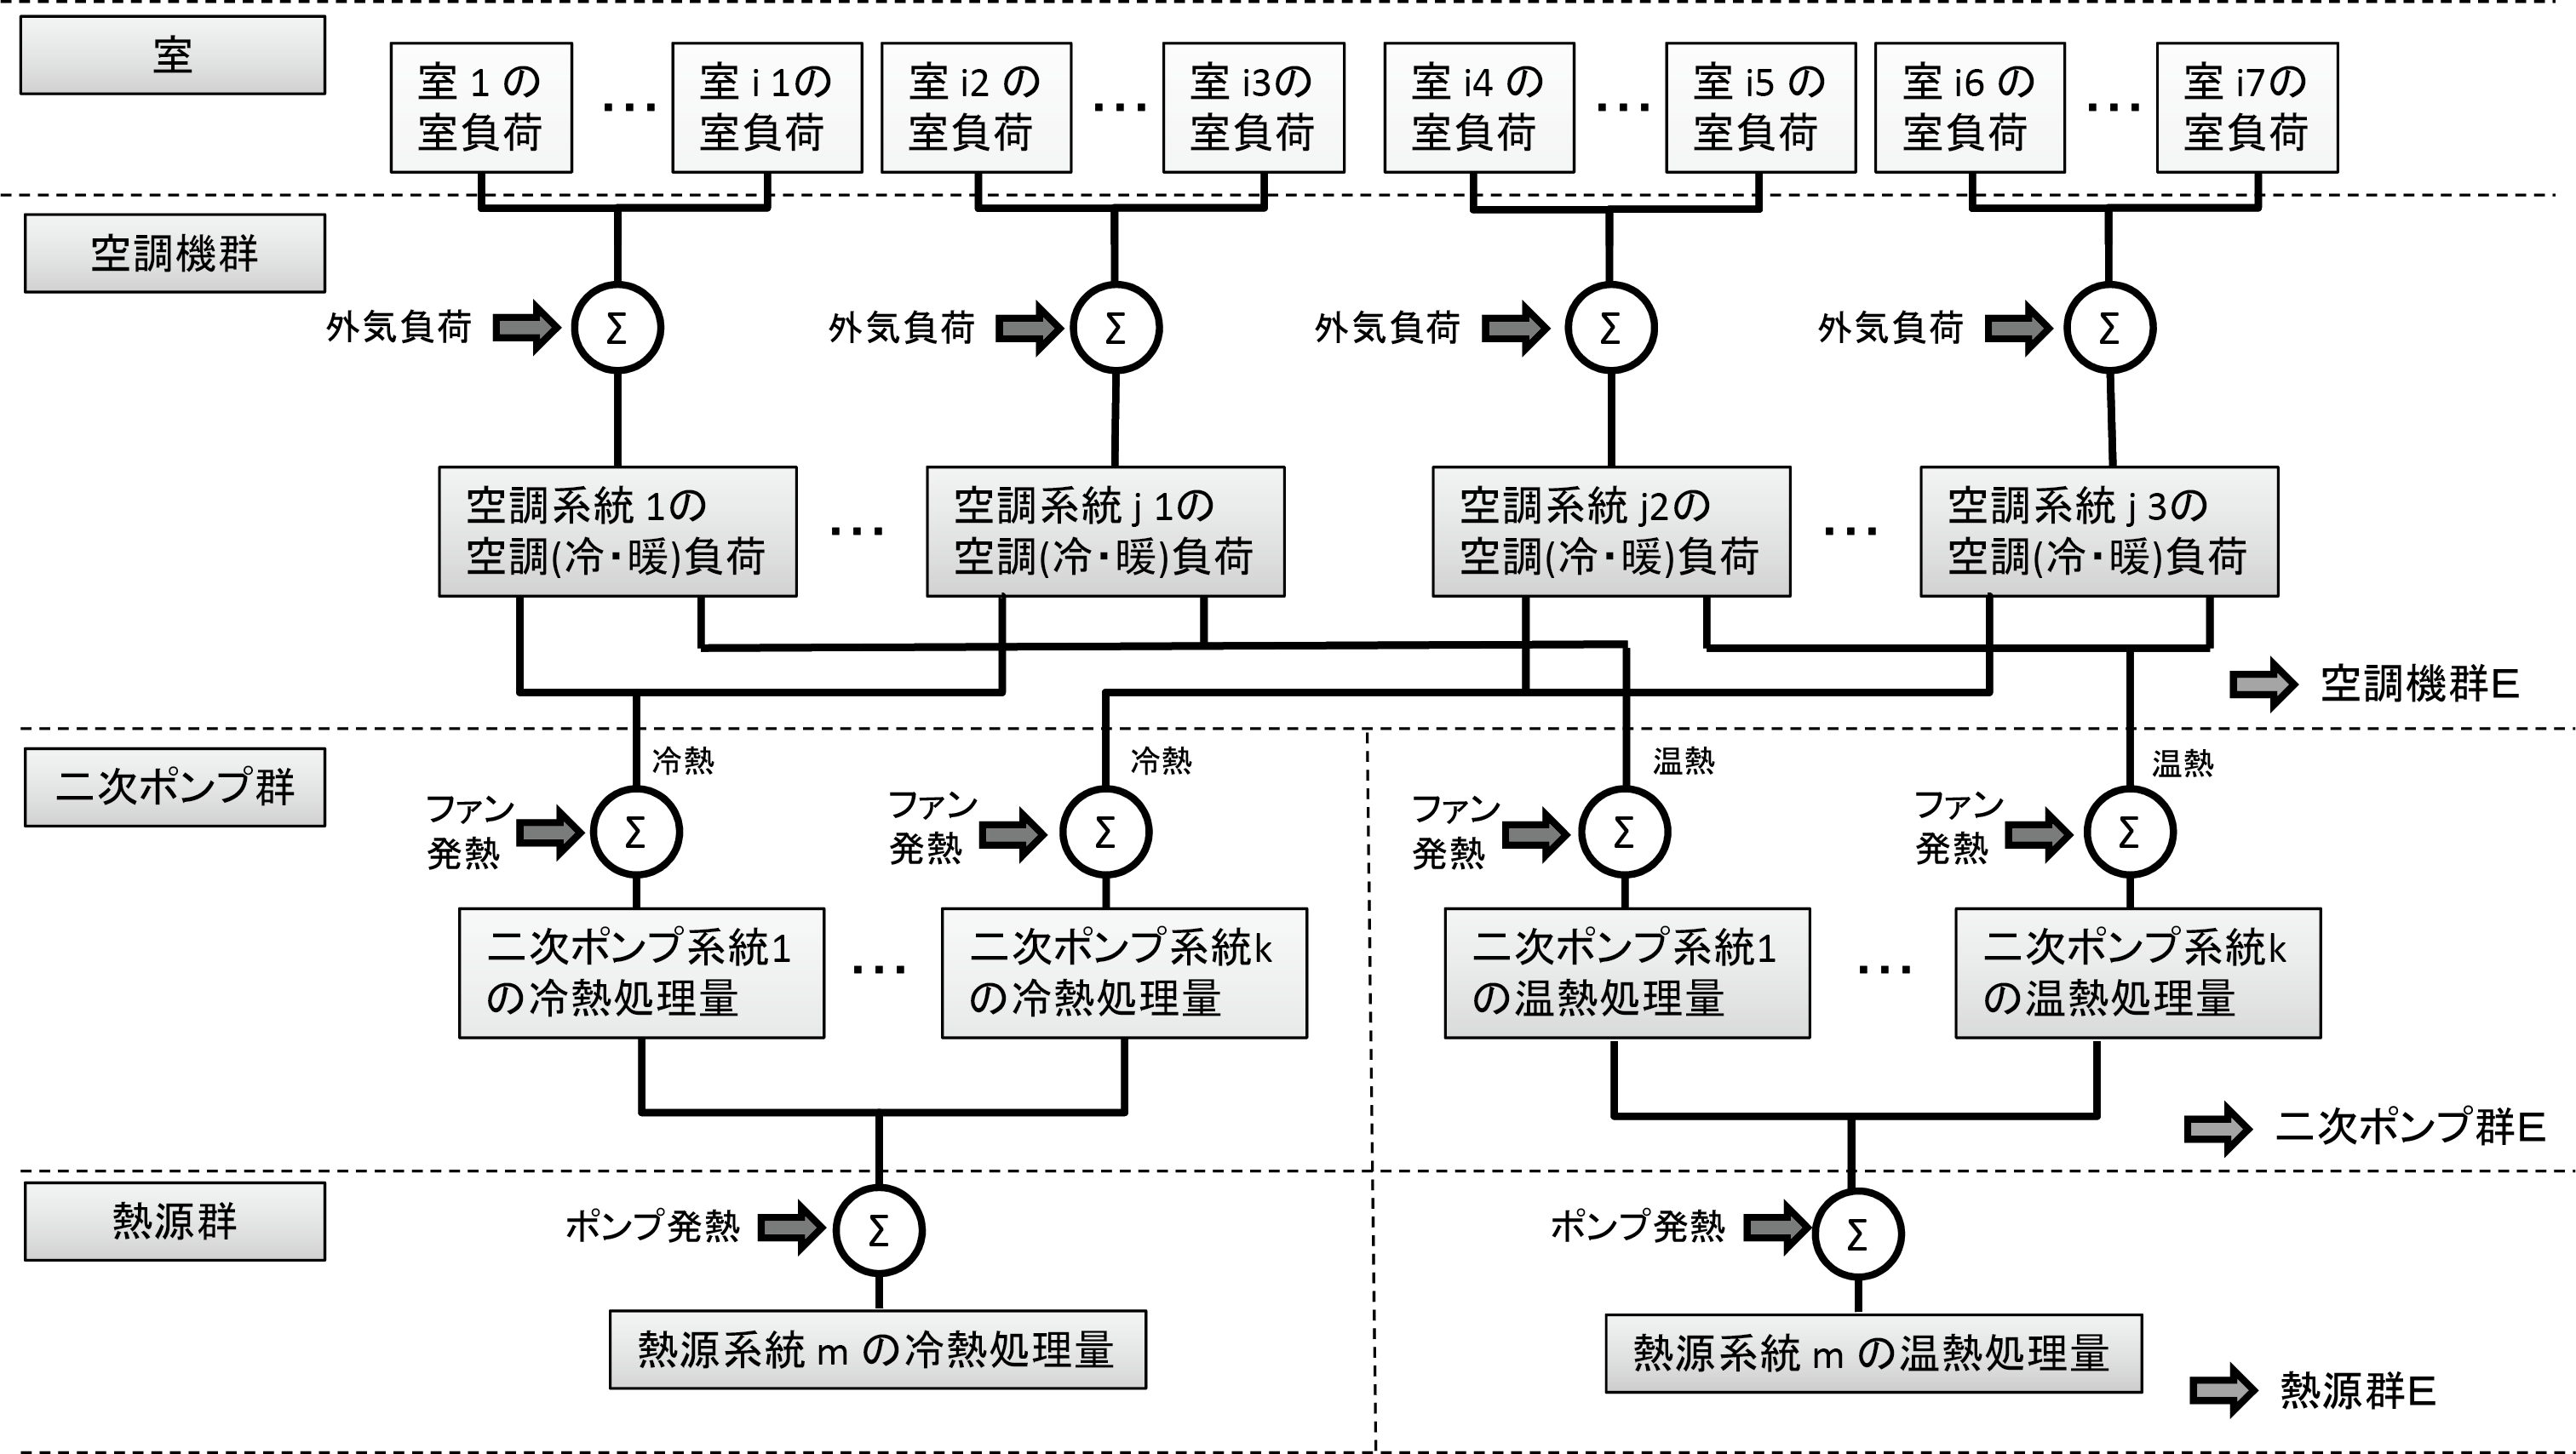 室
室 1 の
室負荷
…
室 i 1の
室負荷
室 i2 の
室負荷
…
室 i3の
室負荷
室 i4 の
室負荷
…
室 i5 の
室負荷
室 i6 の
室負荷
…
室 i7の
室負荷
空調機群
外気負荷
Σ
外気負荷
Σ
外気負荷
Σ
外気負荷
Σ
空調系統 1の
空調(冷・暖)負荷
…
空調系統 j 1の
空調(冷・暖)負荷
空調系統 j2の
空調(冷・暖)負荷
…
空調系統 j 3の
空調(冷・暖)負荷
空調機群E
二次ポンプ群
冷熱
ファン
発熱
Σ
冷熱
ファン
発熱
Σ
温熱
ファン
発熱
Σ
温熱
ファン
発熱
Σ
二次ポンプ系統1
の冷熱処理量
…
二次ポンプ系統k
の冷熱処理量
二次ポンプ系統1
の温熱処理量
…
二次ポンプ系統k
の温熱処理量
二次ポンプ群E
熱源群
ポンプ発熱
Σ
ポンプ発熱
Σ
熱源系統 m の冷熱処理量
熱源系統 m の温熱処理量
熱源群E